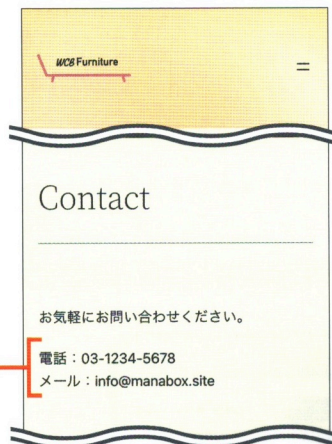 WCB Furniture
Contact
お気軽にお問い合わせください。
電話：03-1234-5678
メール：info@manabox.site